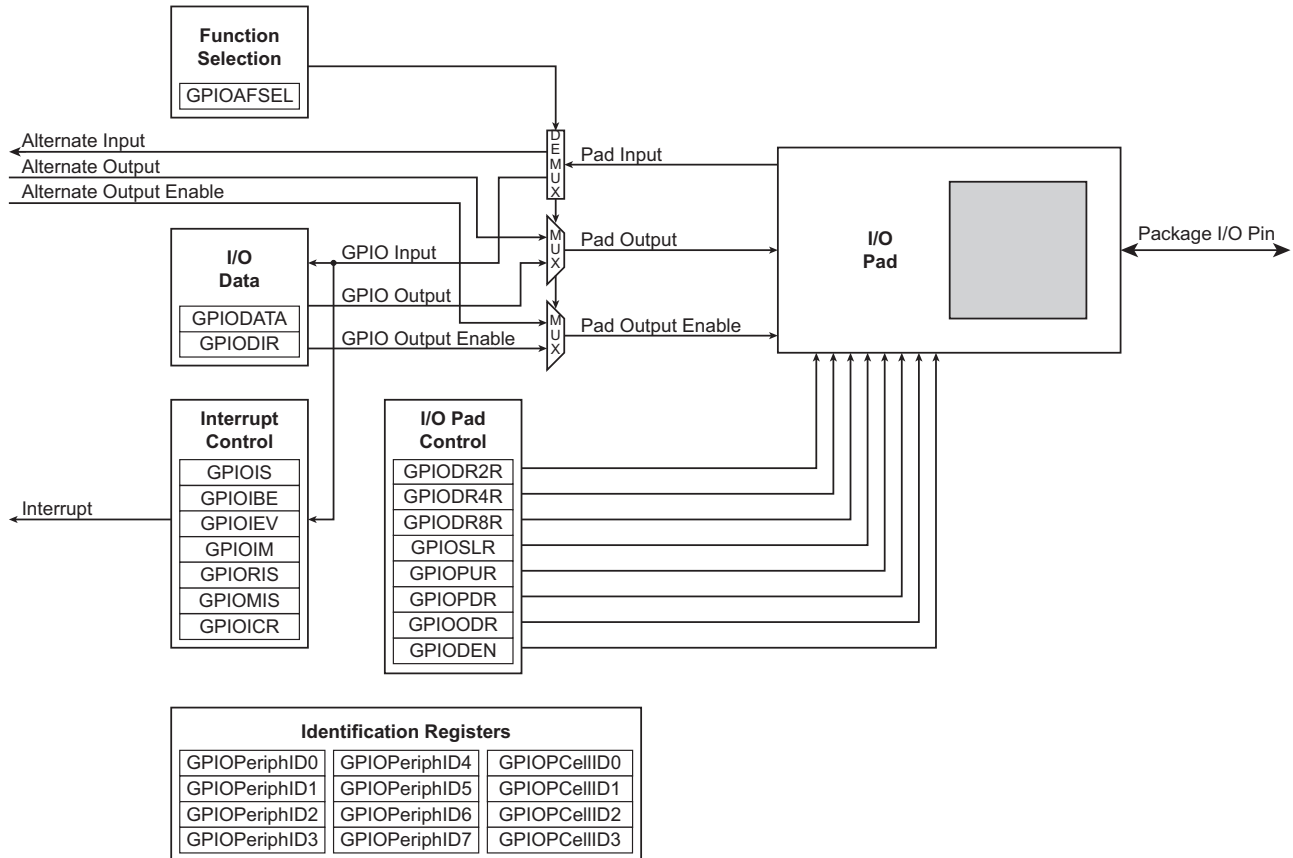 Function
Selection
GPIOAFSEL
Alternate Input
Alternate Output
Alternate Output Enable
DEMUX
Pad Input
MUX
Pad Output
MUX
Pad Output Enable
I/O
Pad
Package I/O Pin
I/O
Data
GPIODATA
GPIODIR
GPIO Input
GPIO Output
GPIO Output Enable
Interrupt
Control
GPIOIS
GPIOIBE
GPIOIEV
GPIOIM
GPIORIS
GPIOMIS
GPIOICR
Interrupt
I/O Pad
Control
GPIODR2R
GPIODR4R
GPIODR8R
GPIOSLR
GPIOPUR
GPIOPDR
GPIOODR
GPIODEN
Identification Registers
GPIOPeriphID0 GPIOPeriphID4 GPIOPCellID0
GPIOPeriphID1 GPIOPeriphID5 GPIOPCellID1
GPIOPeriphID2 GPIOPeriphID6 GPIOPCellID2
GPIOPeriphID3 GPIOPeriphID7 GPIOPCellID3